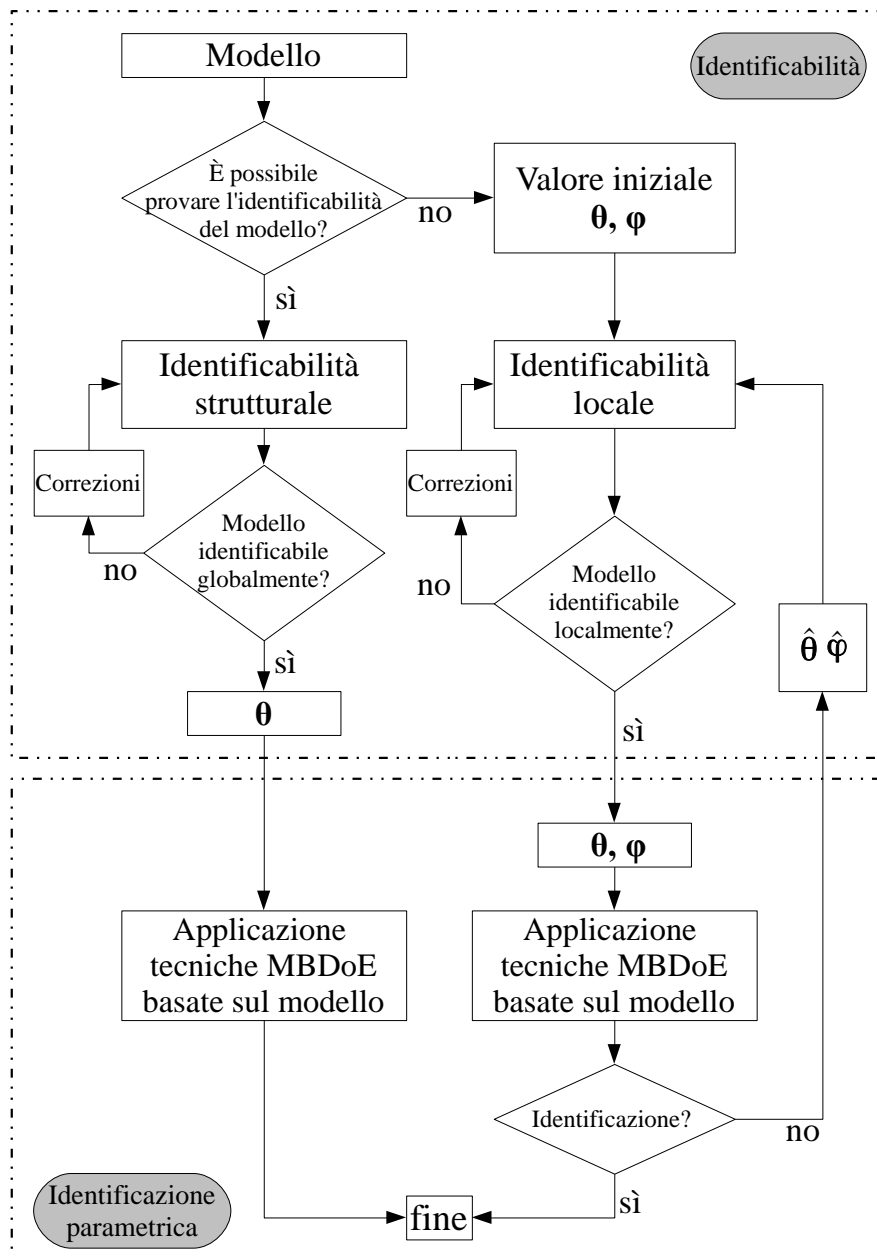 Modello
Identificabilità
È possibile
provare l'identificabilità
del modello?
no
Valore iniziale
θ, φ
sì
Identificabilità
strutturale
Identificabilità
locale
Correzioni
Correzioni
Modello
identificabile
globalmente?
no
Modello
identificabile
localmente?
no
θ̂ φ̂
sì
θ
sì
θ, φ
Applicazione
tecniche MBDoE
basate sul modello
Applicazione
tecniche MBDoE
basate sul modello
Identificazione?
no
sì
Identificazione
parametrica
fine